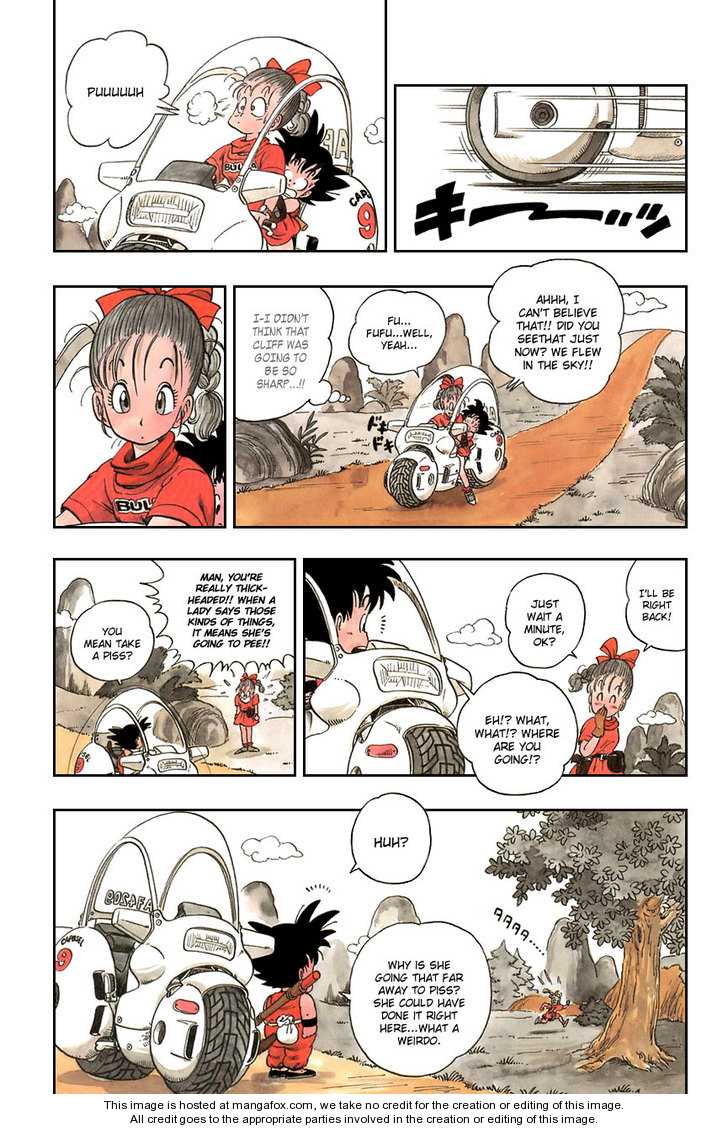 キーーッ
PUUUUUH
BUL
CAPSUL
9
AHHH, I
CAN'T BELIEVE
THAT!! DID YOU
SEETHAT JUST
NOW? WE FLEW
IN THE SKY!!
FU...
FUFU...WELL,
YEAH...
I-I DIDN'T
THINK THAT
CLIFF WAS
GOING TO
BE SO
SHARP...!!
ドキ
ドキ
BUL
I'LL BE
RIGHT
BACK!
JUST
WAIT A
MINUTE,
OK?
EH!? WHAT,
WHAT!? WHERE
ARE YOU
GOING!?
MAN, YOU'RE
REALLY THICK-
HEADED!! WHEN A
LADY SAYS THOSE
KINDS OF THINGS,
IT MEANS SHE'S
GOING TO PEE!!
YOU
MEAN TAKE
A PISS?
AAAA.....
HUH?
WHY IS SHE
GOING THAT FAR
AWAY TO PISS?
SHE COULD HAVE
DONE IT RIGHT
HERE...WHAT A
WEIRDO.
9
This image is hosted at mangafox.com, we take no credit for the creation or editing of this image.
All credit goes to the appropriate parties involved in the creation or editing of this image.